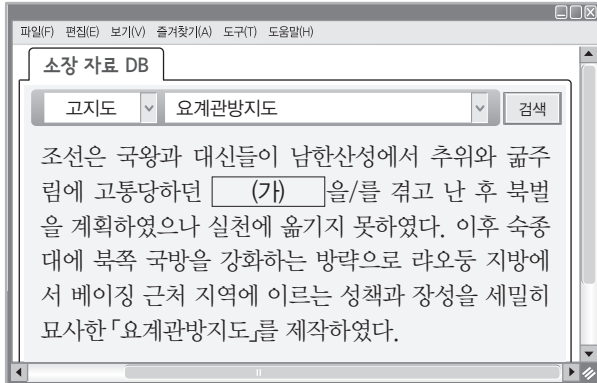 파일(F) 편집(E) 보기(V) 즐겨찾기(A) 도구(T) 도움말(H)
소장 자료 DB
고지도 요계관방지도 검색
조선은 국왕과 대신들이 남한산성에서 추위와 굶주
림에 고통당하던 (가) 을/를 겪고 난 후 북벌
을 계획하였으나 실천에 옮기지 못하였다. 이후 숙종
대에 북쪽 국방을 강화하는 방략으로 랴오둥 지방에
서 베이징 근처 지역에 이르는 성책과 장성을 세밀히
묘사한 「요계관방지도」를 제작하였다.